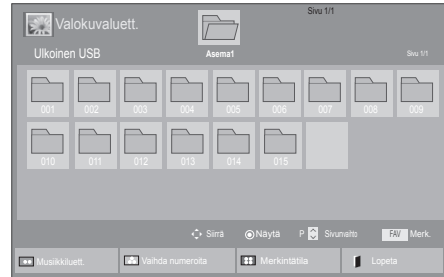 Valokuvaluett.
Sivu 1/1
Ulkoinen USB
Asema1
Sivu 1/1
001 002 003 004 005 006 007 008 009
010 011 012 013 014 015
Siirrä Näytä P Sivunvaihto FAV Merk.
Musiikkiluett. Vaihda numeroita Merkintätila Lopeta